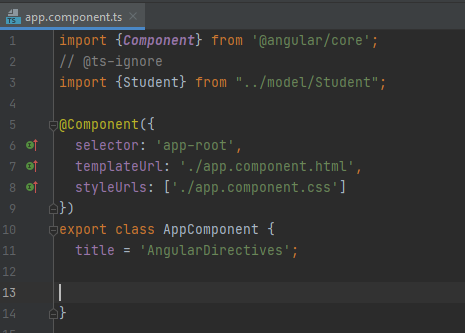 app.component.ts
1 import {Component} from '@angular/core';
2 // @ts-ignore
3 import {Student} from "../model/Student";
4
5 @Component({
6 selector: 'app-root',
7 templateUrl: './app.component.html',
8 styleUrls: ['./app.component.css']
9 })
10 export class AppComponent {
11 title = 'AngularDirectives';
12
13
14 }